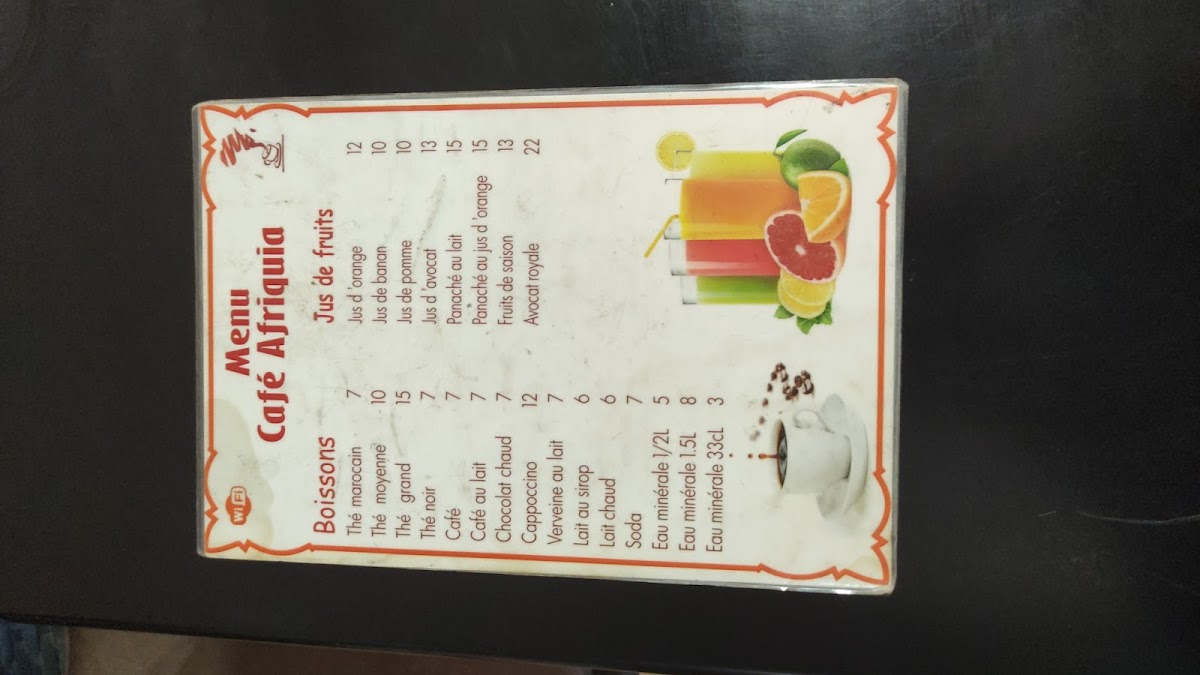 WiFi
Menu
Café Afriquia
Boissons
Thé marocain 7
Thé moyenne 10
Thé grand 15
Thé noir 7
Café 7
Café au lait 7
Chocolat chaud 7
Cappoccino 12
Verveine au lait 7
Lait au sirop 6
Lait chaud 6
Soda 7
Eau minérale 1/2L 5
Eau minérale 1.5L 8
Eau minérale 33cL 3
Jus de fruits
Jus d'orange 12
Jus de banan 10
Jus de pomme 10
Jus d'avocat 13
Panaché au lait 15
Panaché au jus d'orange 15
Fruits de saison 13
Avocat royale 22